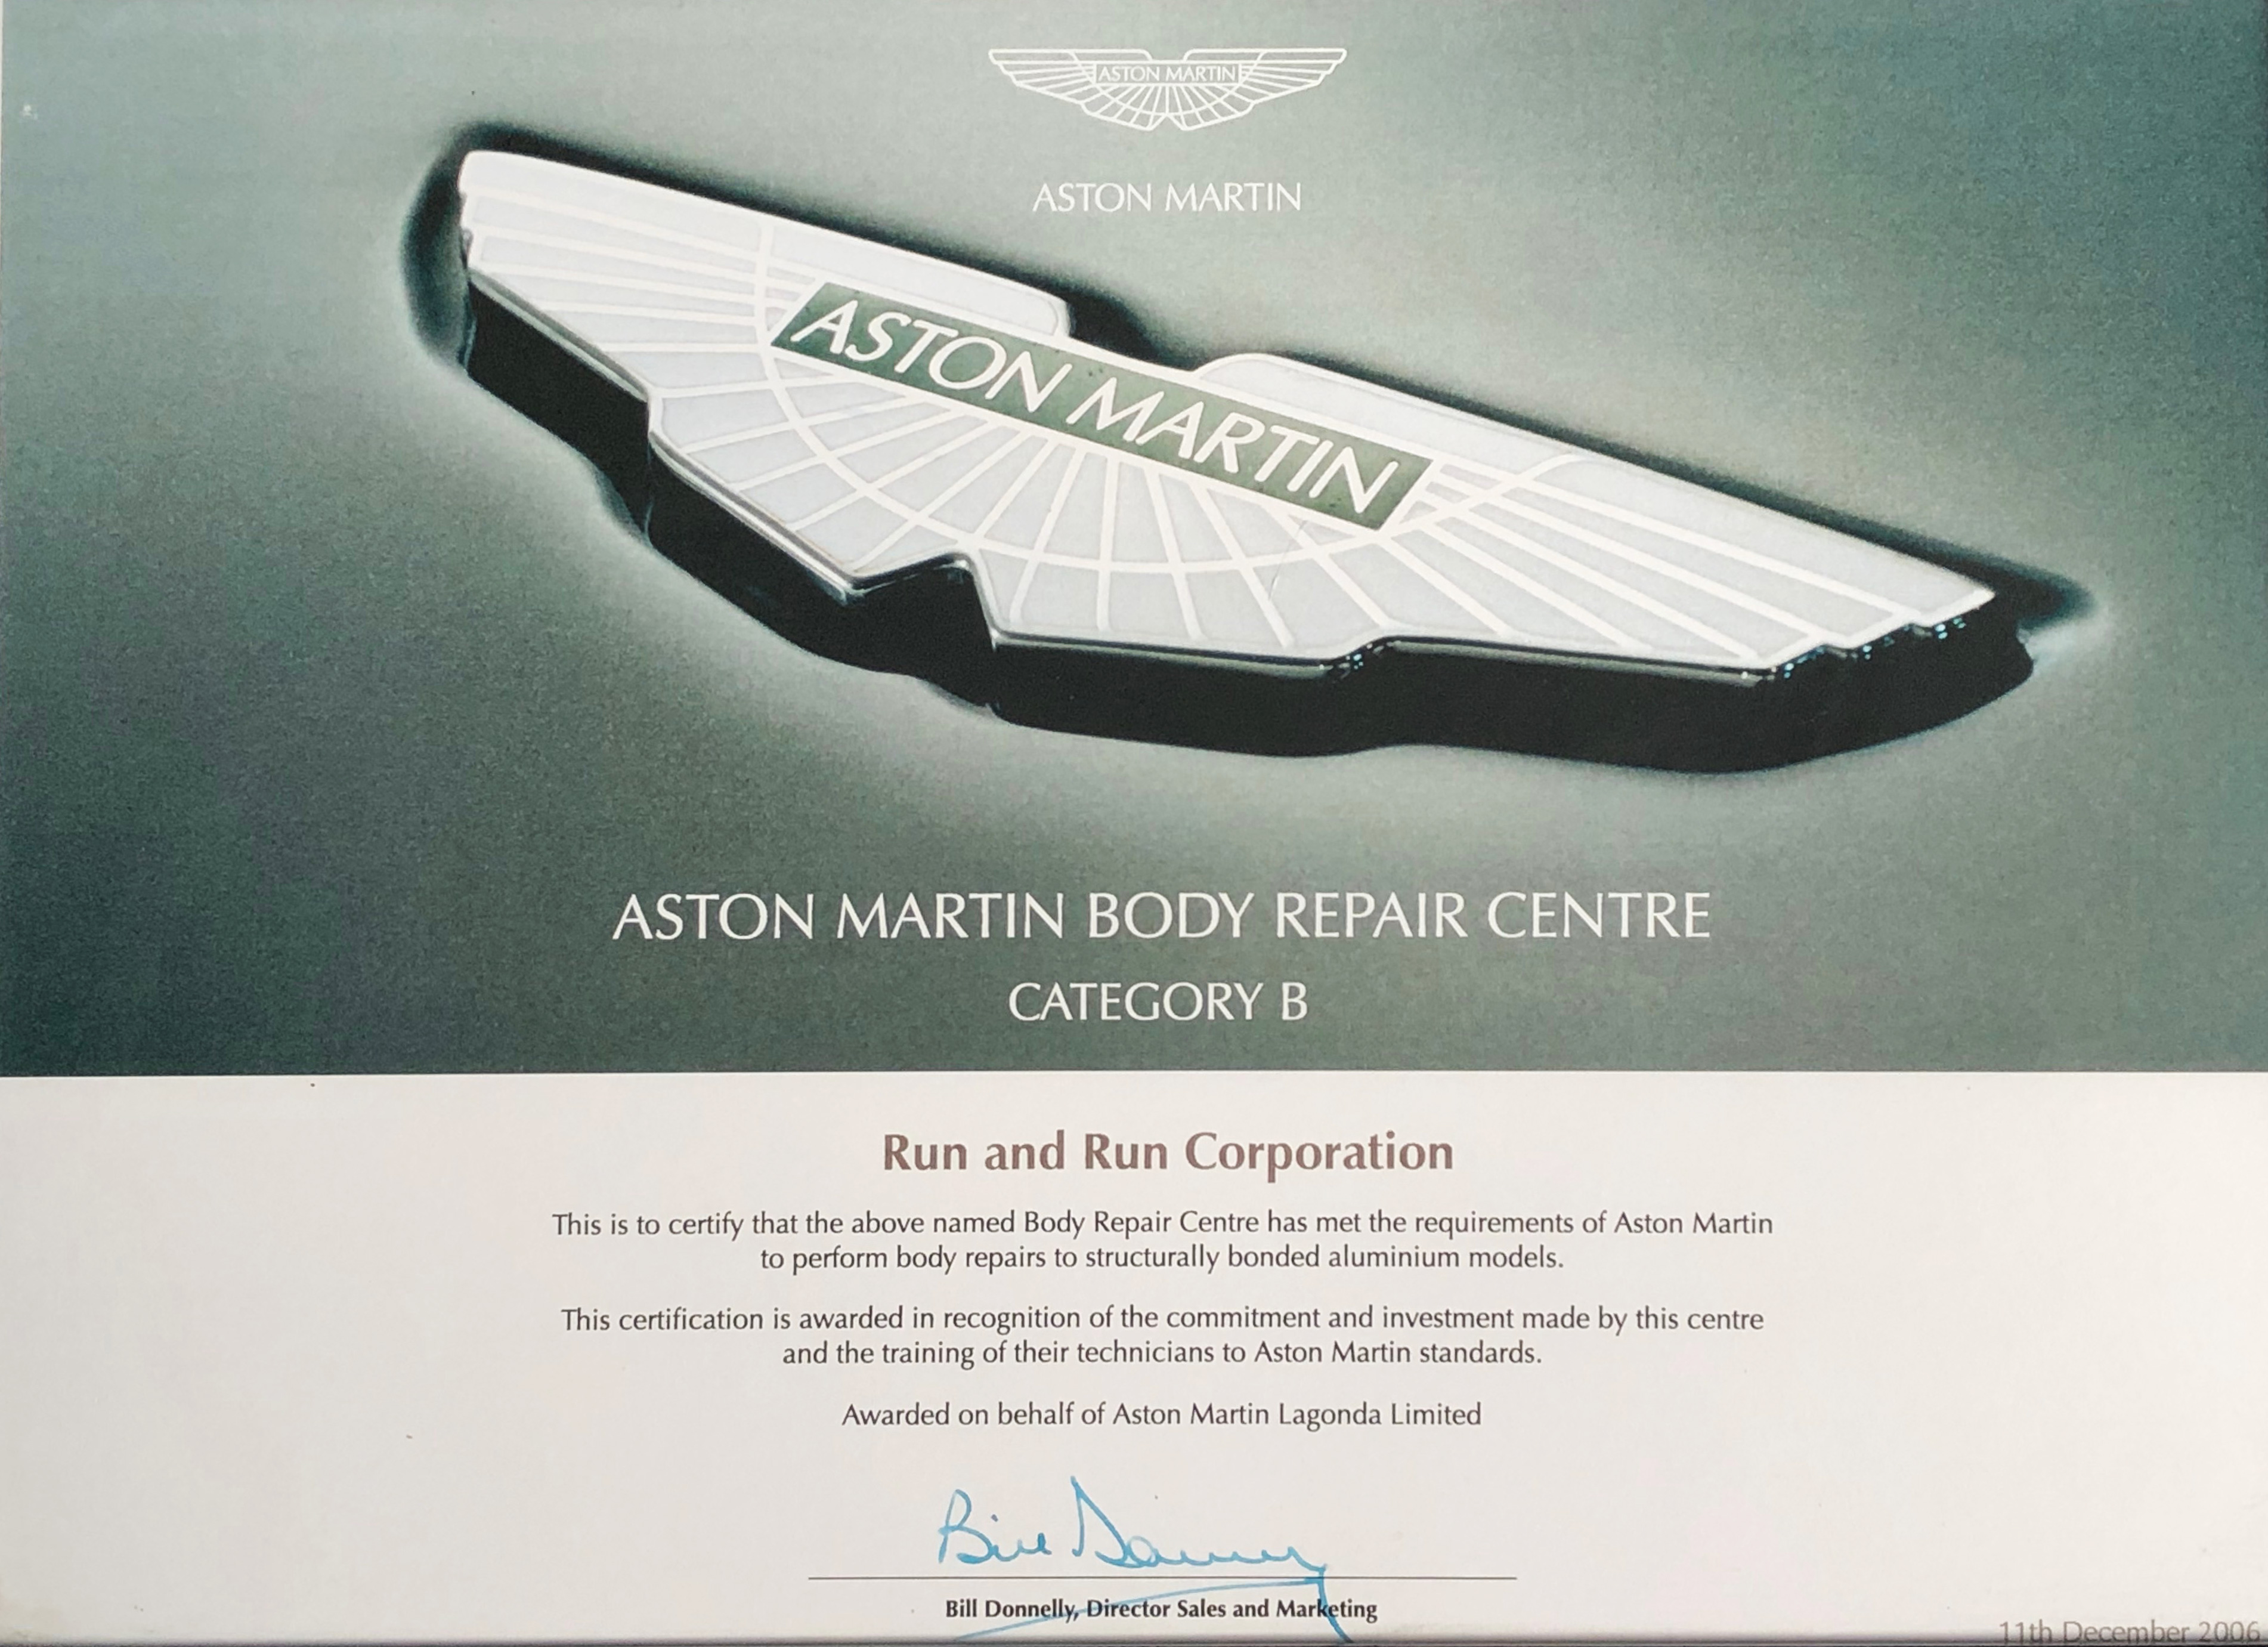 ASTON MARTIN
ASTON MARTIN
ASTON MARTIN
ASTON MARTIN BODY REPAIR CENTRE
CATEGORY B
Run and Run Corporation
This is to certify that the above named Body Repair Centre has met the requirements of Aston Martin
to perform body repairs to structurally bonded aluminium models.
This certification is awarded in recognition of the commitment and investment made by this centre
and the training of their technicians to Aston Martin standards.
Awarded on behalf of Aston Martin Lagonda Limited
Bill Donnelly
Bill Donnelly, Director Sales and Marketing
11th December 2006